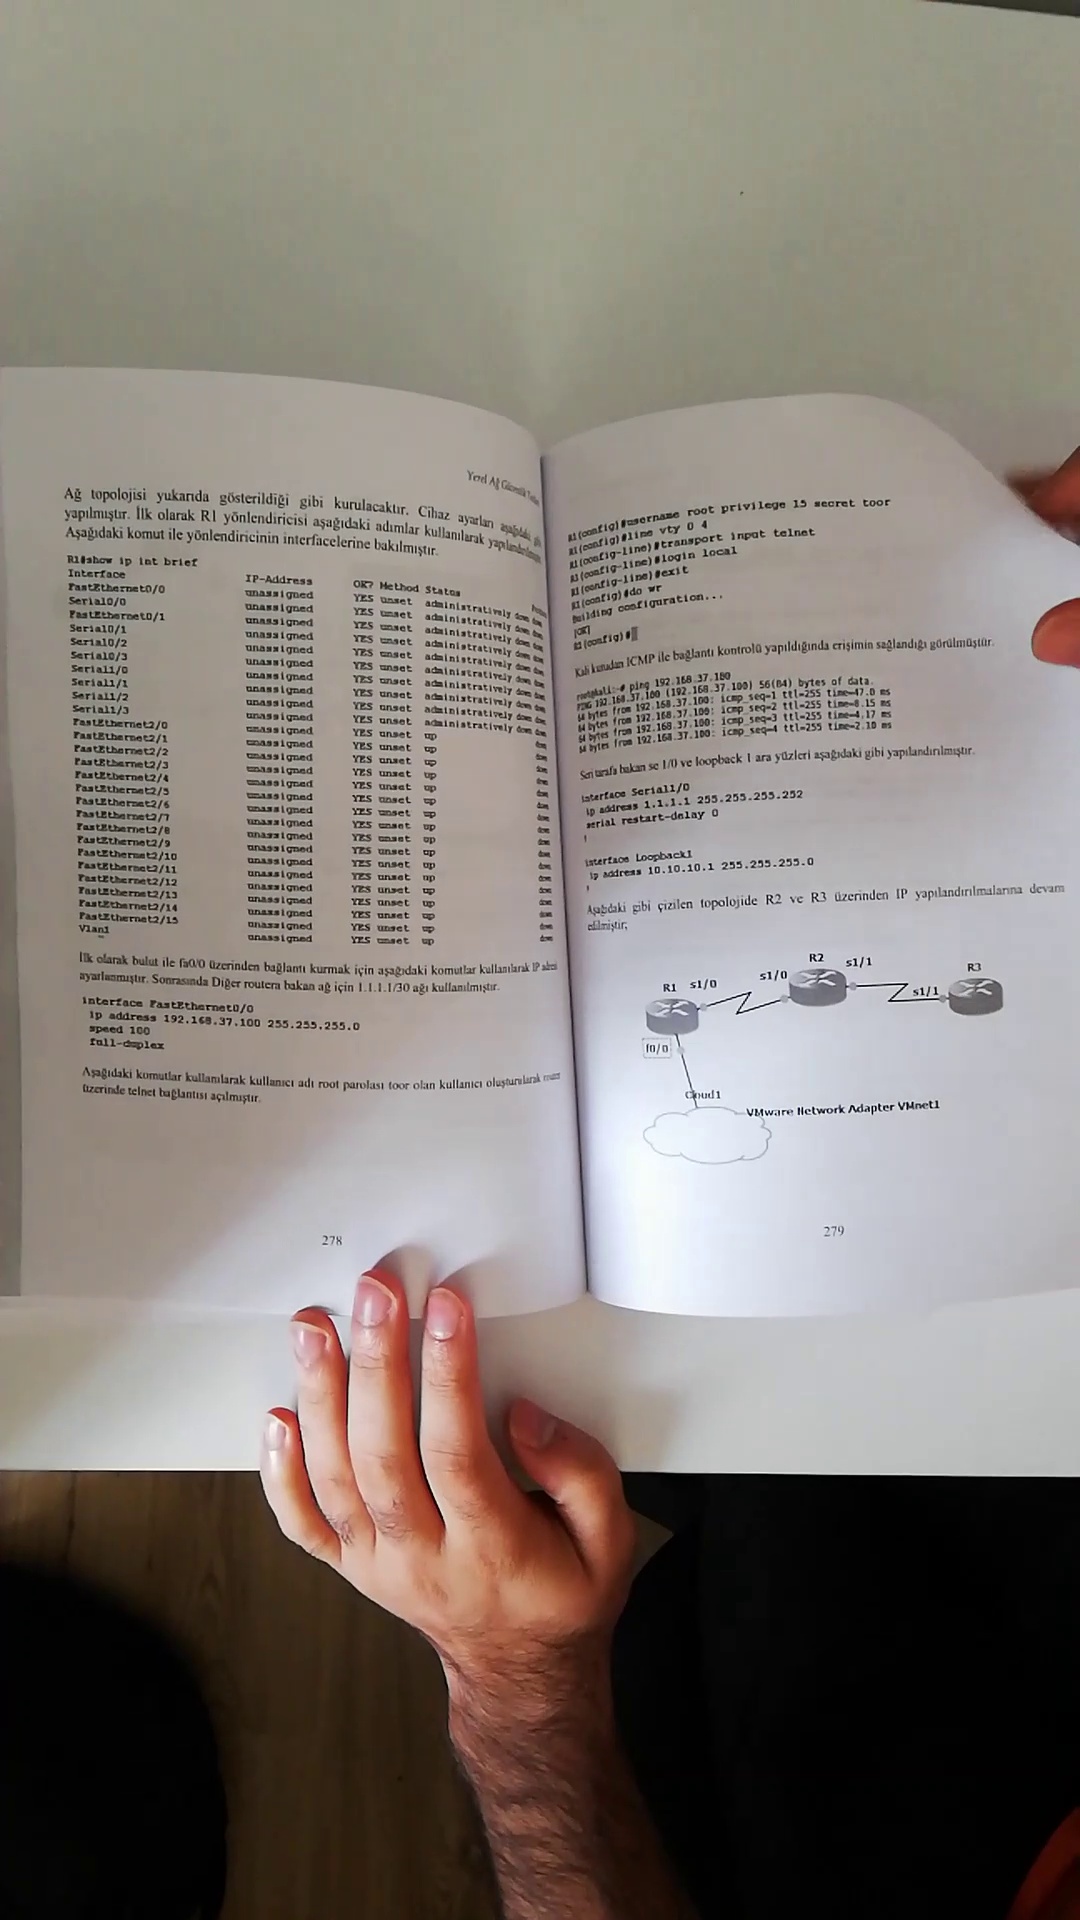 Yerel Ağ Güvenlik
Ağ topolojisi yukarıda gösterildiği gibi kurulacaktır. Cihaz ayarları aşağıdaki gibi
yapılmıştır. İlk olarak R1 yönlendiricisi aşağıdaki adımlar kullanılarak yapılandırılmıştır.
Aşağıdaki komut ile yönlendiricinin interfacelerine bakılmıştır.
R1#show ip int brief
Interface IP-Address OK? Method Status
FastEthernet0/0 unassigned YES unset administratively down down
Serial0/0 unassigned YES unset administratively down down
FastEthernet0/1 unassigned YES unset administratively down down
Serial0/1 unassigned YES unset administratively down down
Serial0/2 unassigned YES unset administratively down down
Serial0/3 unassigned YES unset administratively down down
Serial1/0 unassigned YES unset administratively down down
Serial1/1 unassigned YES unset administratively down down
Serial1/2 unassigned YES unset administratively down down
Serial1/3 unassigned YES unset administratively down down
FastEthernet2/0 unassigned YES unset up down
FastEthernet2/1 unassigned YES unset up down
FastEthernet2/2 unassigned YES unset up down
FastEthernet2/3 unassigned YES unset up down
FastEthernet2/4 unassigned YES unset up down
FastEthernet2/5 unassigned YES unset up down
FastEthernet2/6 unassigned YES unset up down
FastEthernet2/7 unassigned YES unset up down
FastEthernet2/8 unassigned YES unset up down
FastEthernet2/9 unassigned YES unset up down
FastEthernet2/10 unassigned YES unset up down
FastEthernet2/11 unassigned YES unset up down
FastEthernet2/12 unassigned YES unset up down
FastEthernet2/13 unassigned YES unset up down
FastEthernet2/14 unassigned YES unset up down
FastEthernet2/15 unassigned YES unset up down
Vlan1 unassigned YES unset up down
İlk olarak bulut ile fa0/0 üzerinden bağlantı kurmak için aşağıdaki komutlar kullanılarak IP adresi
ayarlanmıştır. Sonrasında Diğer routera bakan ağ için 1.1.1.1/30 ağı kullanılmıştır.
interface FastEthernet0/0
ip address 192.168.37.100 255.255.255.0
speed 100
full-duplex
Aşağıdaki komutlar kullanılarak kullanıcı adı root parolası toor olan kullanıcı oluşturularak router
üzerinde telnet bağlantısı açılmıştır.
278
R1(config)#username root privilege 15 secret toor
R1(config)#line vty 0 4
R1(config-line)#transport input telnet
R1(config-line)#login local
R1(config-line)#exit
R1(config)#do wr
Building configuration...
[OK]
R1(config)#
Kali kutudan ICMP ile bağlantı kontrolü yapıldığında erişimin sağlandığı görülmüştür.
root@kali:~# ping 192.168.37.100
PING 192.168.37.100 (192.168.37.100) 56(84) bytes of data.
64 bytes from 192.168.37.100: icmp_seq=1 ttl=255 time=47.0 ms
64 bytes from 192.168.37.100: icmp_seq=2 ttl=255 time=8.15 ms
64 bytes from 192.168.37.100: icmp_seq=3 ttl=255 time=4.17 ms
64 bytes from 192.168.37.100: icmp_seq=4 ttl=255 time=2.10 ms
Seri tarafa bakan se 1/0 ve loopback 1 ara yüzleri aşağıdaki gibi yapılandırılmıştır.
interface Serial1/0
ip address 1.1.1.1 255.255.255.252
serial restart-delay 0
!
interface Loopback1
ip address 10.10.10.1 255.255.255.0
!
Aşağıdaki gibi çizilen topolojide R2 ve R3 üzerinden IP yapılandırılmalarına devam
edilmiştir;
R2 s1/1
s1/0
R3
R1 s1/0
s1/1
f0/0
Cloud1
VMware Network Adapter VMnet1
279